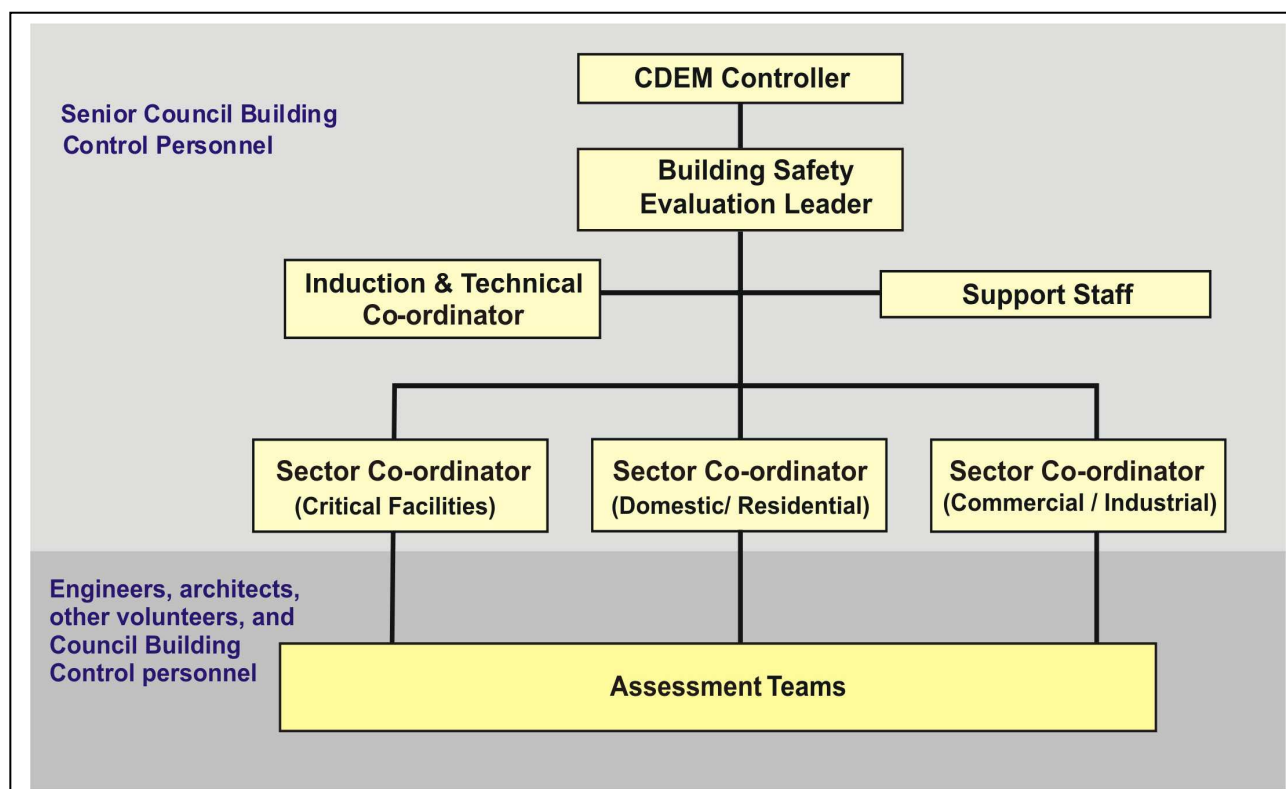 CDEM Controller
Senior Council Building
Control Personnel
Building Safety
Evaluation Leader
Induction & Technical
Co-ordinator
Support Staff
Sector Co-ordinator
(Critical Facilities)
Sector Co-ordinator
(Domestic/ Residential)
Sector Co-ordinator
(Commercial / Industrial)
Engineers, architects,
other volunteers, and
Council Building
Control personnel
Assessment Teams